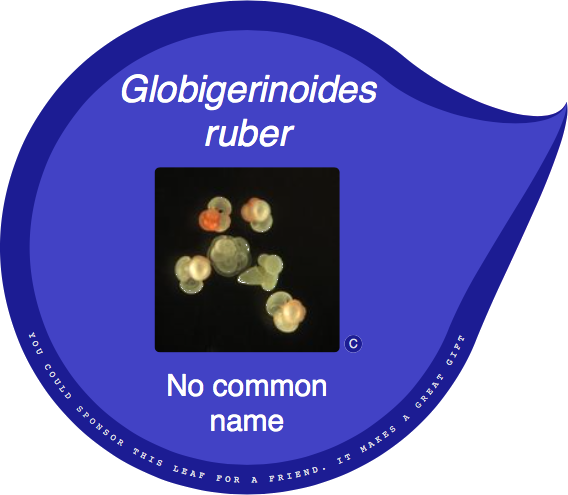 Globigerinoides
ruber
C
No common
name
YOU COULD SPONSOR THIS LEAF FOR A FRIEND. IT MAKES A GREAT GIFT